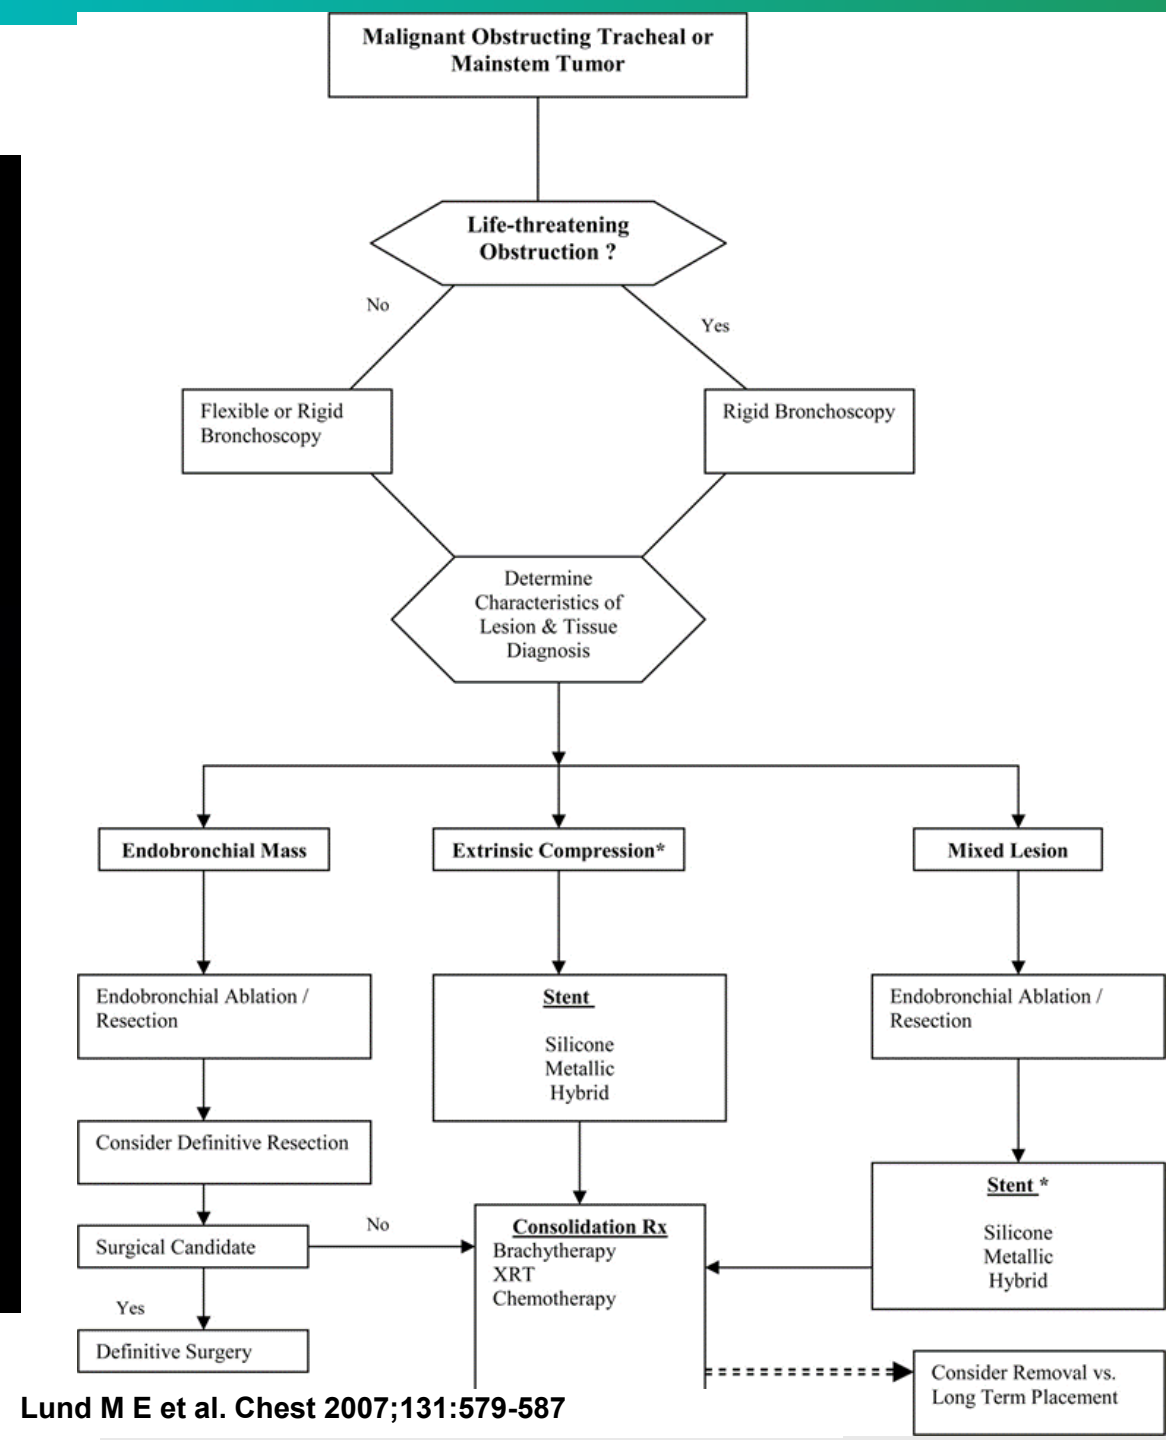 Malignant Obstructing Tracheal or
Mainstem Tumor
Life-threatening
Obstruction ?
No
Yes
Flexible or Rigid
Bronchoscopy
Rigid Bronchoscopy
Determine
Characteristics of
Lesion & Tissue
Diagnosis
Endobronchial Mass
Extrinsic Compression*
Mixed Lesion
Endobronchial Ablation /
Resection
Stent
Silicone
Metallic
Hybrid
Endobronchial Ablation /
Resection
Consider Definitive Resection
Stent *
Silicone
Metallic
Hybrid
Surgical Candidate
No
Consolidation Rx
Brachytherapy
XRT
Chemotherapy
Yes
Definitive Surgery
Consider Removal vs.
Long Term Placement
Lund M E et al. Chest 2007;131:579-587